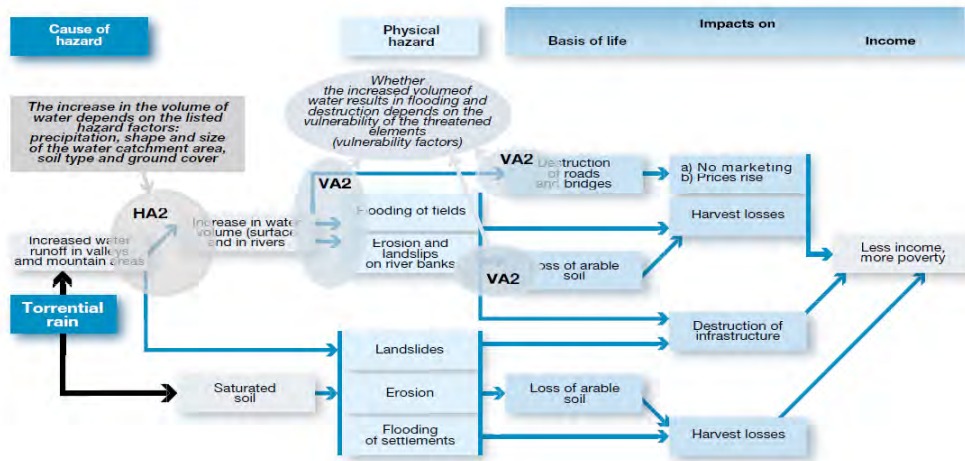 Cause of
hazard
Physical
hazard
Impacts on
Basis of life
Income
The increase in the volume of
water depends on the listed
hazard factors:
precipitation, shape and size
of the water catchment area,
soil type and ground cover
Whether
the increased volumeof
water results in flooding and
destruction depends on the
vulnerability of the threatened
elements
(vulnerability factors)
HA2
VA2
VA2
Destruction
of roads
and bridges
a) No marketing
b) Prices rise
Increased water
runoff in valleys
amd mountain areas
Increase in water
volume (surface
and in rivers
Flooding of fields
Erosion and
landslips
on river banks
VA2
Loss of arable
soil
Harvest losses
Less income,
more poverty
Torrential
rain
Destruction of
infrastructure
Saturated
soil
Landslides
Erosion
Flooding
of settlements
Loss of arable
soil
Harvest losses